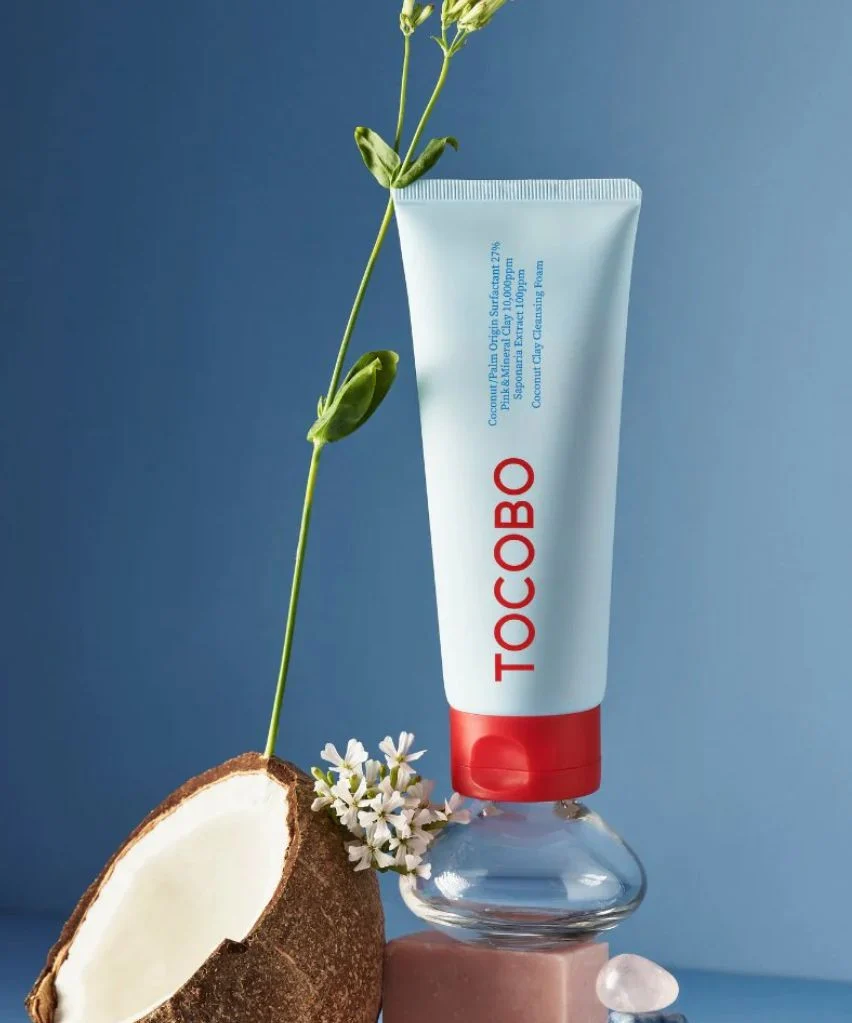 Coconut/Palm Origin Surfactant 27%
Pink&Mineral Clay 10,000ppm
Saponaria Extract 100ppm
Coconut Clay Cleansing Foam
TOCOBO